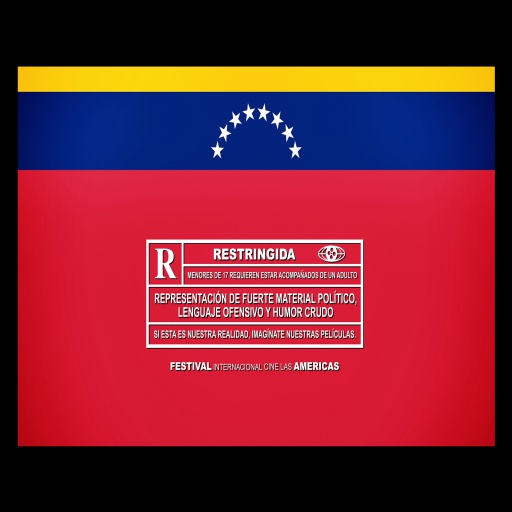 R
RESTRINGIDA
MENORES DE 17 REQUIEREN ESTAR ACOMPAÑADOS DE UN ADULTO
REPRESENTACIÓN DE FUERTE MATERIAL POLÍTICO,
LENGUAJE OFENSIVO Y HUMOR CRUDO
SI ESTA ES NUESTRA REALIDAD, IMAGÍNATE NUESTRAS PELÍCULAS.
FESTIVAL INTERNACIONAL CINE LAS AMERICAS